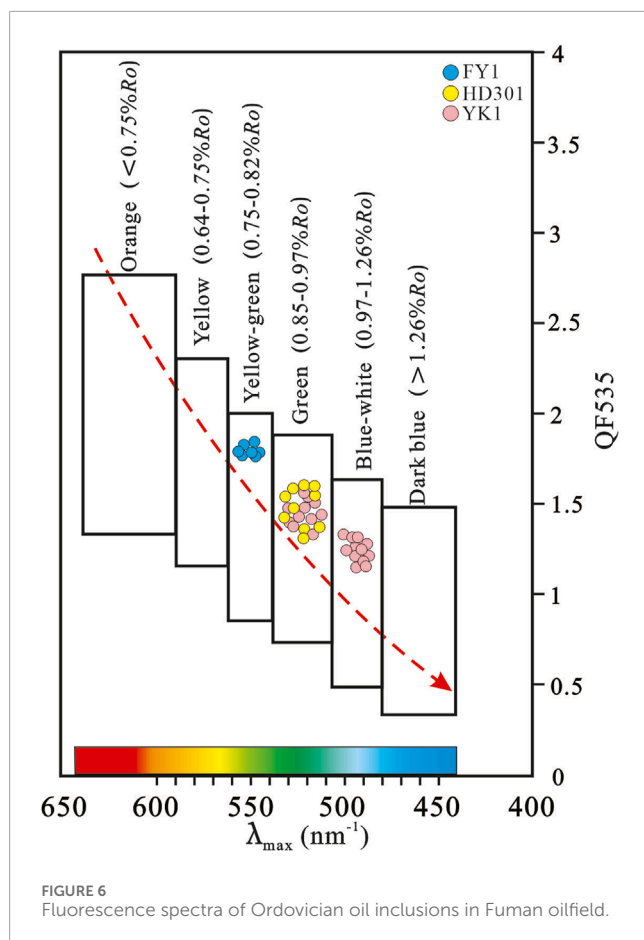 4
FY1
HD301
YK1
3.5
3
2.5
2
1.5
1
0.5
0
QF535
Orange (<0.75%Ro)
Yellow (0.64-0.75%Ro)
Yellow-green (0.75-0.82%Ro)
Green (0.85-0.97%Ro)
Blue-white (0.97-1.26%Ro)
Dark blue (>1.26%Ro)
650 600 550 500 450 400
λmax (nm⁻¹)
FIGURE 6
Fluorescence spectra of Ordovician oil inclusions in Fuman oilfield.